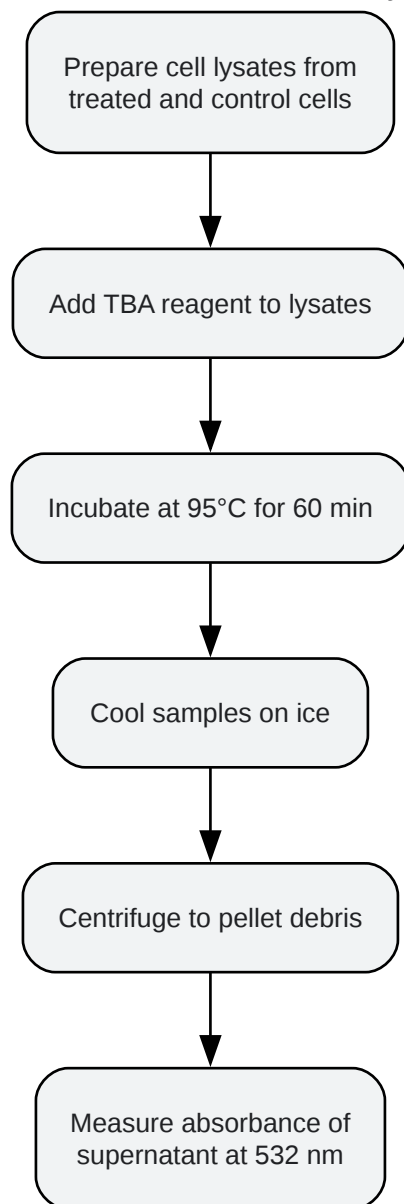 Prepare cell lysates from
treated and control cells
Add TBA reagent to lysates
Incubate at 95°C for 60 min
Cool samples on ice
Centrifuge to pellet debris
Measure absorbance of
supernatant at 532 nm